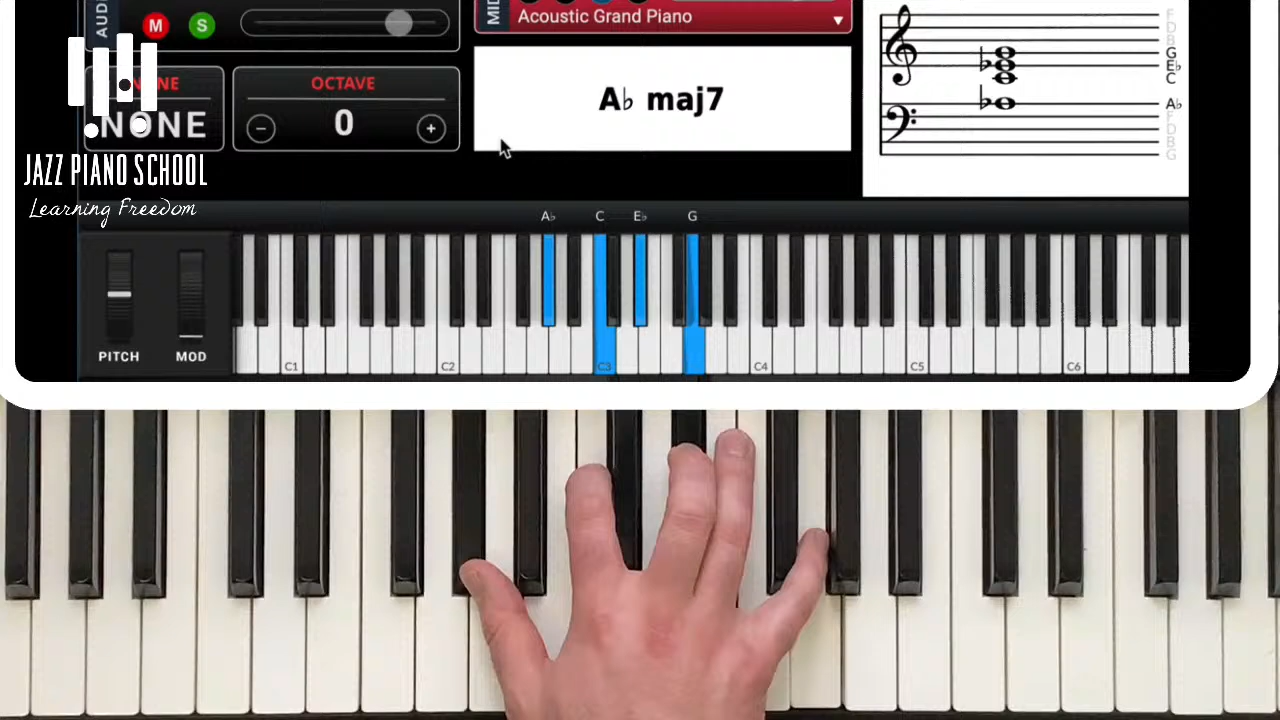 AUD
M
S
MID
Acoustic Grand Piano
NONE
OCTAVE
0
A♭ maj7
F
D
B
G
E♭
C
A♭
F
D
B
G
JAZZ PIANO SCHOOL
Learning Freedom
A♭ C E♭ G
PITCH
MOD
C1 C2 C3 C4 C5 C6